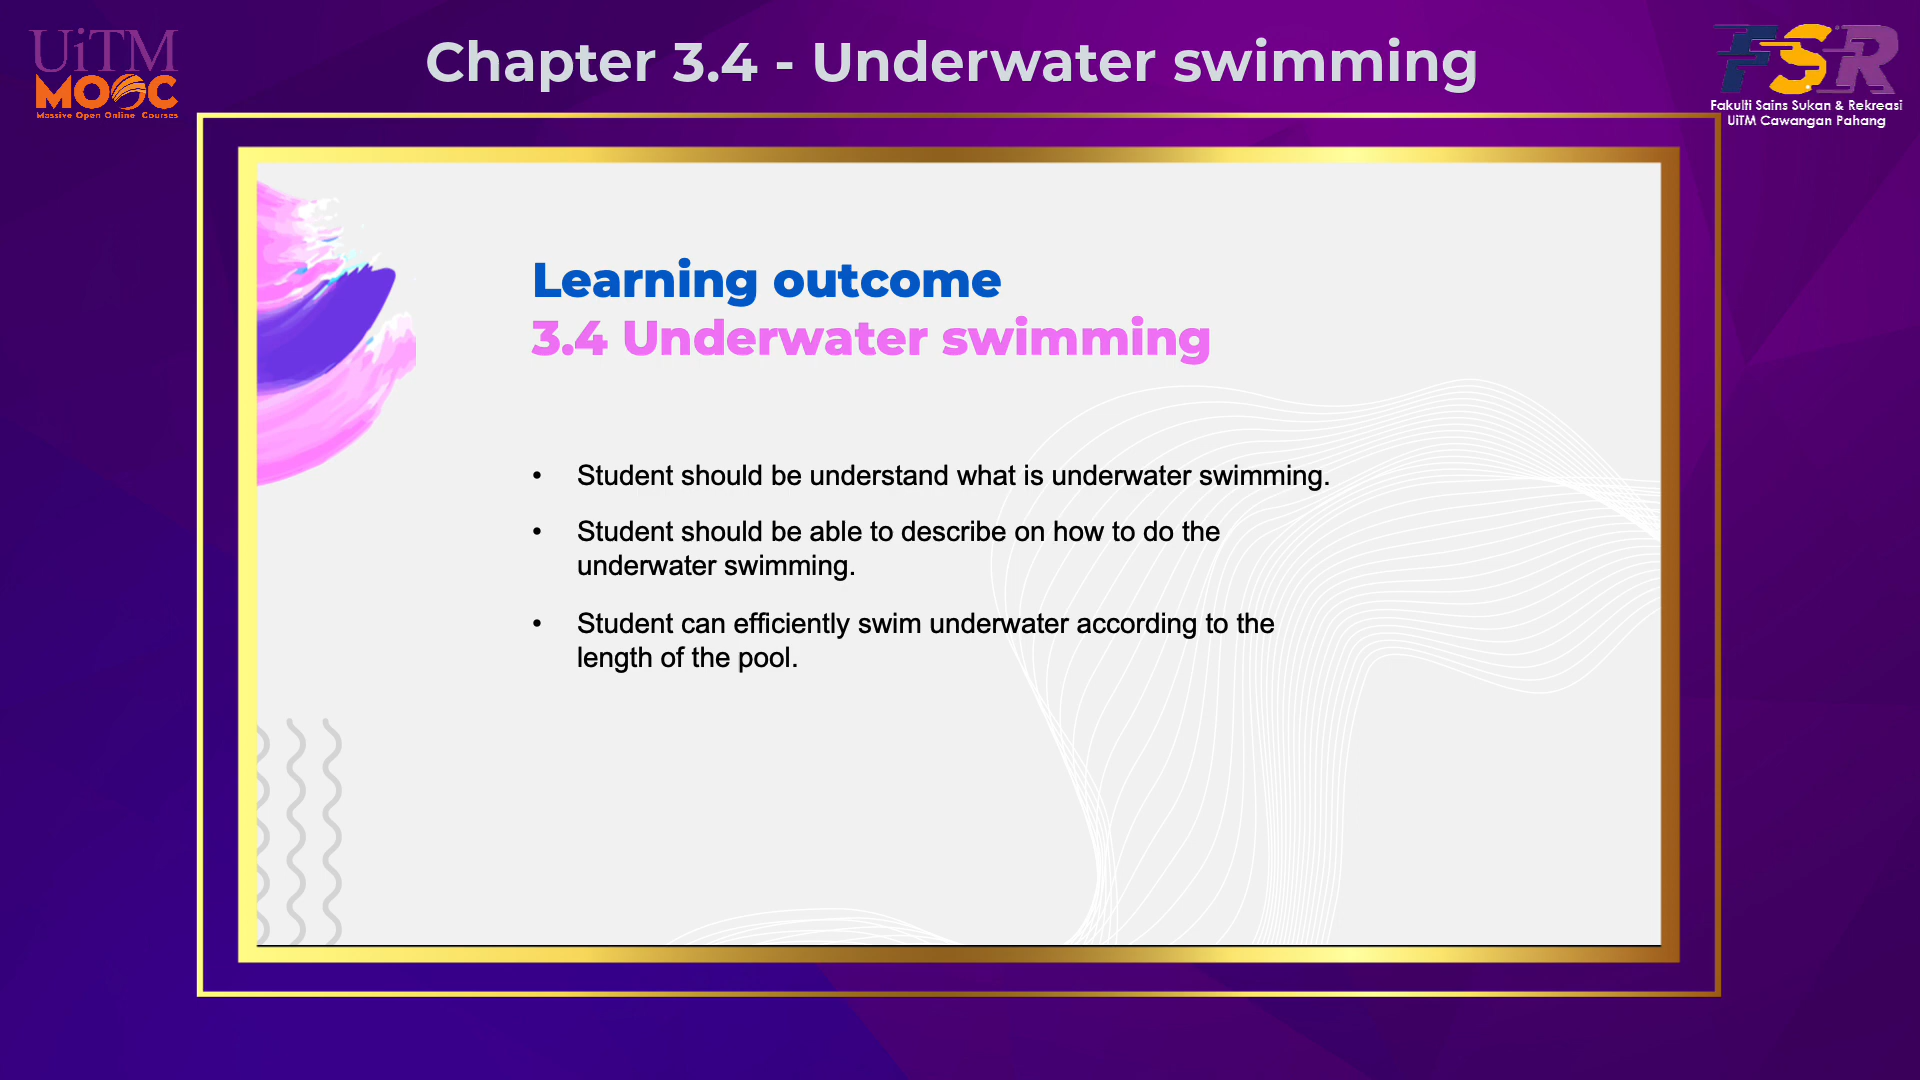 UiTM
MOOC
Massive Open Online Courses
Chapter 3.4 - Underwater swimming
FSR
Fakulti Sains Sukan & Rekreasi
UiTM Cawangan Pahang
Learning outcome
3.4 Underwater swimming
• Student should be understand what is underwater swimming.
• Student should be able to describe on how to do the
underwater swimming.
• Student can efficiently swim underwater according to the
length of the pool.